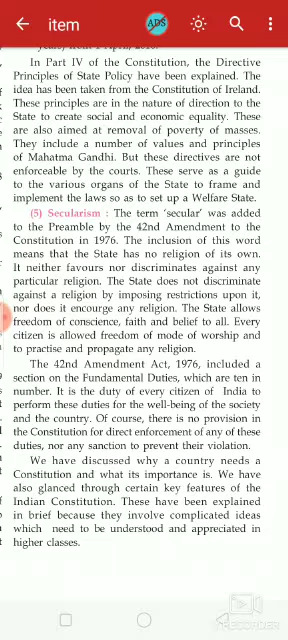 item
ADS
years) from 1 April, 2010.
In Part IV of the Constitution, the Directive
Principles of State Policy have been explained. The
idea has been taken from the Constitution of Ireland.
These principles are in the nature of direction to the
State to create social and economic equality. These
are also aimed at removal of poverty of masses.
They include a number of values and principles
of Mahatma Gandhi. But these directives are not
enforceable by the courts. These serve as a guide
to the various organs of the State to frame and
implement the laws so as to set up a Welfare State.
(5) Secularism : The term ‘secular’ was added
to the Preamble by the 42nd Amendment to the
Constitution in 1976. The inclusion of this word
means that the State has no religion of its own.
It neither favours nor discriminates against any
particular religion. The State does not discriminate
against a religion by imposing restrictions upon it,
nor does it encourge any religion. The State allows
freedom of conscience, faith and belief to all. Every
citizen is allowed freedom of mode of worship and
to practise and propagate any religion.
The 42nd Amendment Act, 1976, included a
section on the Fundamental Duties, which are ten in
number. It is the duty of every citizen of India to
perform these duties for the well-being of the society
and the country. Of course, there is no provision in
the Constitution for direct enforcement of any of these
duties, nor any sanction to prevent their violation.
We have discussed why a country needs a
Constitution and what its importance is. We have
also glanced through certain key features of the
Indian Constitution. These have been explained
in brief because they involve complicated ideas
which need to be understood and appreciated in
higher classes.
RECORDER